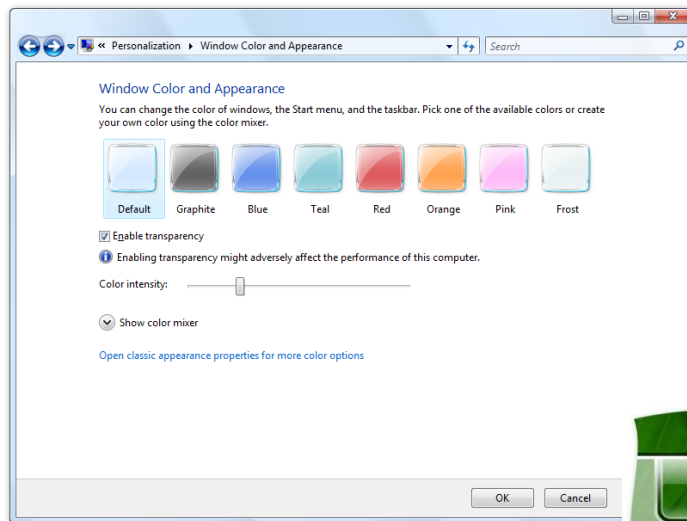 « Personalization ▸ Window Color and Appearance
Search
Window Color and Appearance
You can change the color of windows, the Start menu, and the taskbar. Pick one of the available colors or create
your own color using the color mixer.
Default Graphite Blue Teal Red Orange Pink Frost
Enable transparency
Enabling transparency might adversely affect the performance of this computer.
Color intensity:
Show color mixer
Open classic appearance properties for more color options
OK Cancel